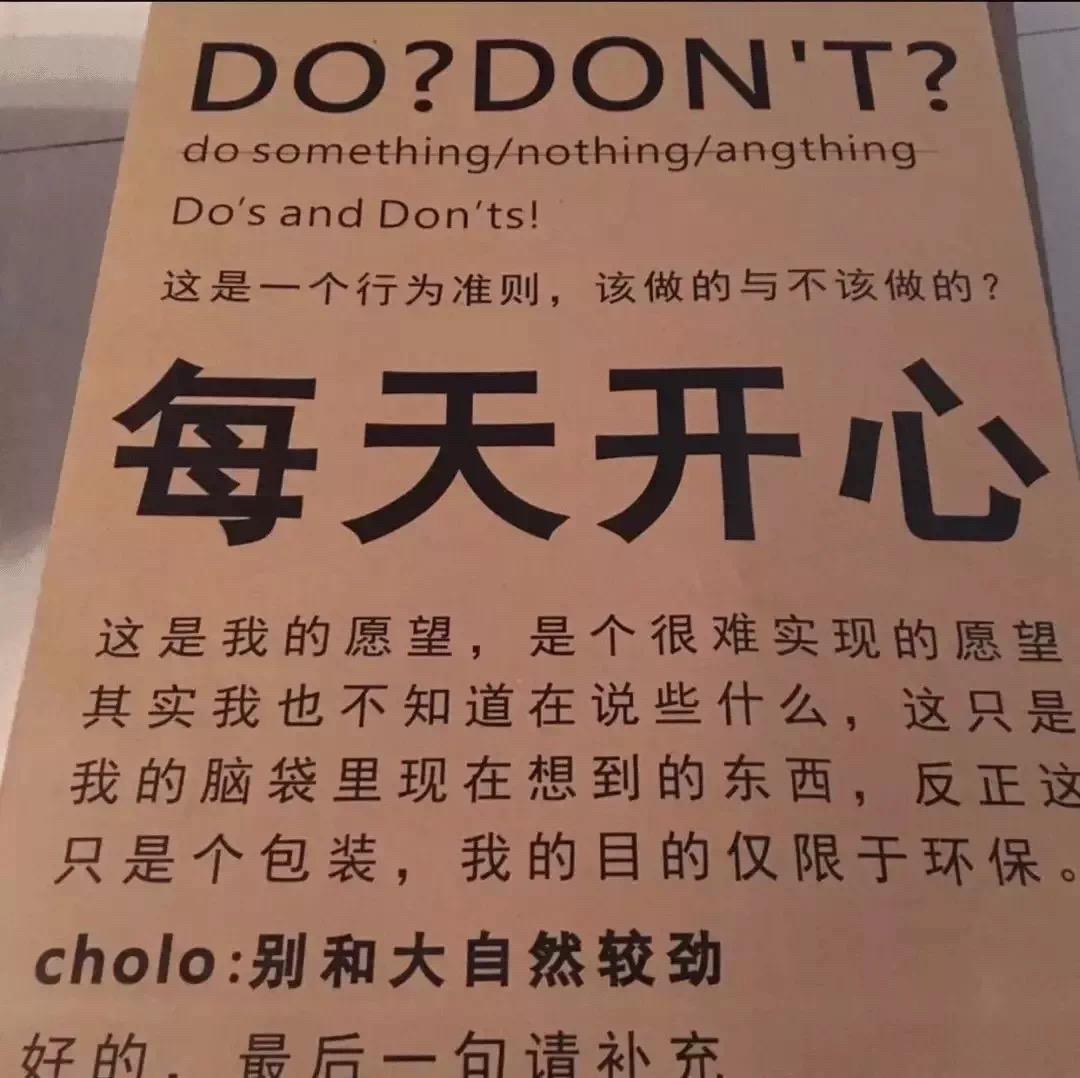 DO?DON'T?
do something/nothing/angthing
Do's and Don'ts!
这是一个行为准则，该做的与不该做的？
每天开心
这是我的愿望，是个很难实现的愿望
其实我也不知道在说些什么，这只是
我的脑袋里现在想到的东西，反正这
只是个包装，我的目的仅限于环保。
cholo:别和大自然较劲
好的，最后一句请补充